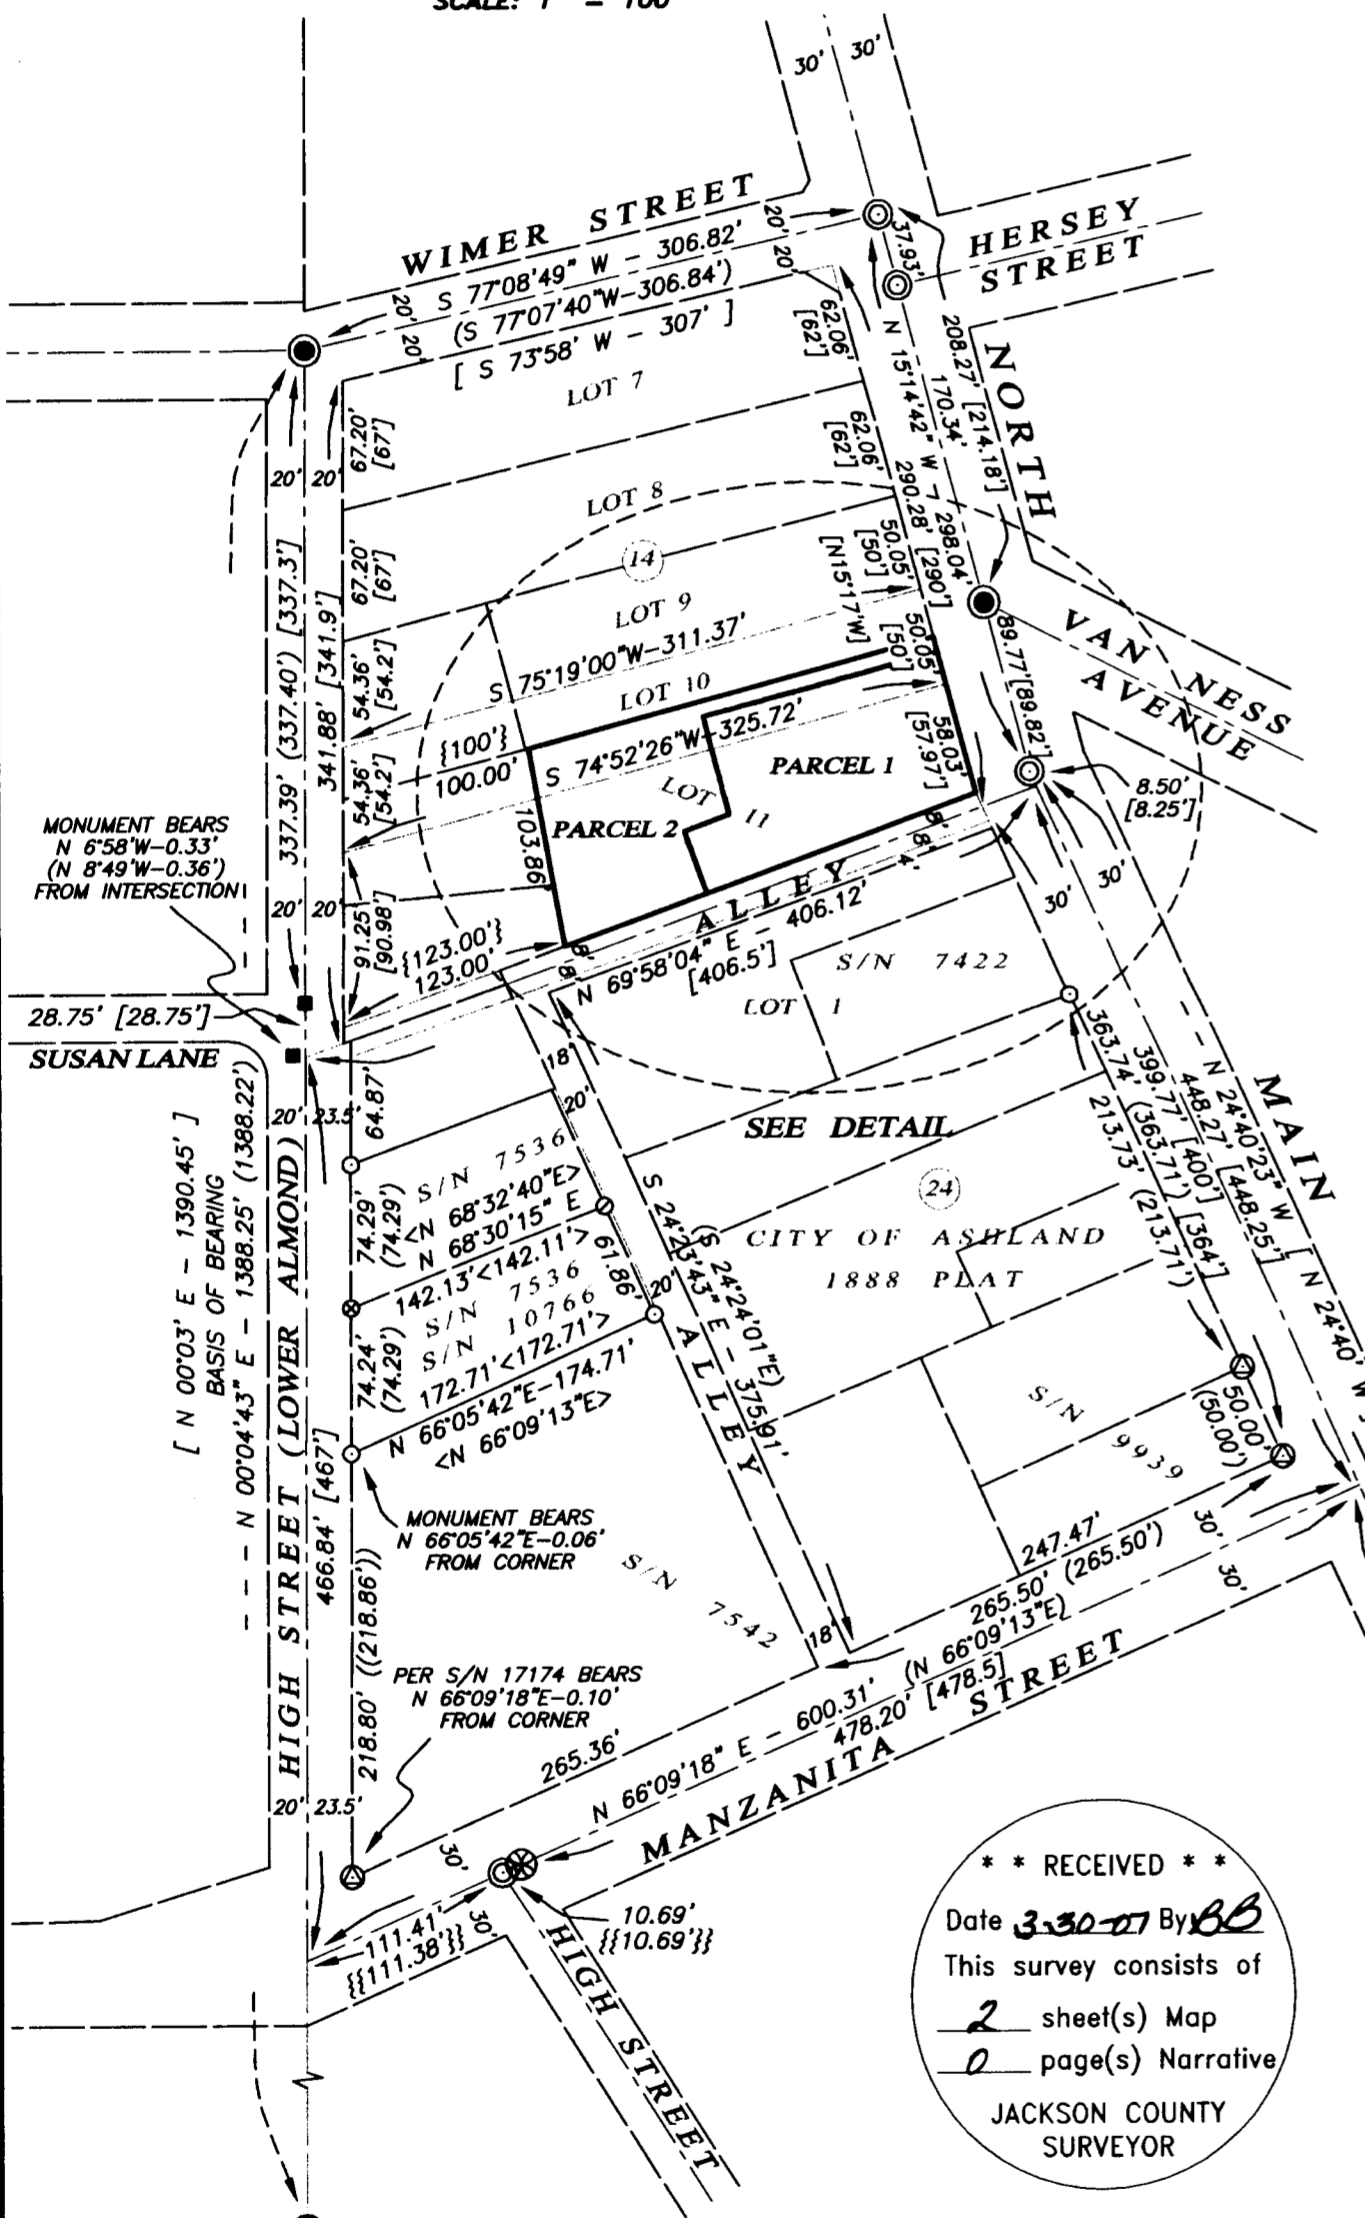 SCALE: 1" = 100'
30' 30'
WIMER STREET
S 77°08'49" W - 306.82'
(S 77°07'40"W-306.84')
[ S 73°58' W - 307' ]
20' 20'
20' 20'
37.93'
HERSEY
STREET
NORTH
208.27' [214.18']
170.34'
N 15°14'42" W - 298.04'
290.28' [290']
62.06'
[62']
62.06'
[62']
50.05'
[50']
[N15°17'W]
50.05'
[50']
58.03'
[57.97']
LOT 7
67.20'
[67']
20' 20'
LOT 8
14
67.20'
[67']
LOT 9
S 75°19'00"W-311.37'
LOT 10
54.36'
[54.2']
{100'}
100.00'
S 74°52'26"W-325.72'
54.36'
[54.2']
PARCEL 1
LOT 11
PARCEL 2
103.86'
89.77' [89.82']
VAN NESS
AVENUE
8.50'
[8.25']
337.39' (337.40') [337.3']
341.88' [341.9']
MONUMENT BEARS
N 6°58'W-0.33'
(N 8°49'W-0.36')
FROM INTERSECTION
20' 20'
91.25'
[90.98']
{123.00'}
123.00'
8' 8'
8' 8' 4'
ALLEY
N 69°58'04" E - 406.12'
[406.5']
30' 30'
S/N 7422
LOT 1
28.75' [28.75']
SUSAN LANE
20' 23.5'
64.87'
18'
20'
SEE DETAIL
24
CITY OF ASHLAND
1888 PLAT
363.74' (363.71') [364']
399.77' [400']
448.27' [448.25']
- - N 24°40'23" W [ N 24°40' W
213.73' (213.71')
MAIN
[ N 00°03' E - 1390.45' ]
BASIS OF BEARING
- - - N 00°04'43" E - 1388.25' (1388.22')
HIGH STREET (LOWER ALMOND)
466.84' [467']
74.29'
(74.29')
S/N 7536
<N 68°32'40"E>
N 68°30'15" E
142.13'<142.11'>
S/N 7536
S/N 10766
172.71'<172.71'>
N 66°05'42"E-174.71'
<N 66°09'13"E>
74.24'
(74.29')
61.86'
20'
ALLEY
S 24°23'43" E - 375.91'
(S 24°24'01"E)
S/N 9939
50.00'
(50.00')
MONUMENT BEARS
N 66°05'42"E-0.06'
FROM CORNER
S/N 7542
18'
247.47'
265.50' (265.50')
30'
30'
218.80' ((218.86'))
PER S/N 17174 BEARS
N 66°09'18"E-0.10'
FROM CORNER
265.36'
N 66°09'18" E - 600.31' (N 66°09'13"E)
478.20' [478.5]
MANZANITA STREET
20' 23.5'
30'
30'
111.41'
{{111.38'}}
10.69'
{{10.69'}}
HIGH STREET
* * RECEIVED * *
Date 3-30-07 By BB
This survey consists of
2 sheet(s) Map
0 page(s) Narrative
JACKSON COUNTY
SURVEYOR